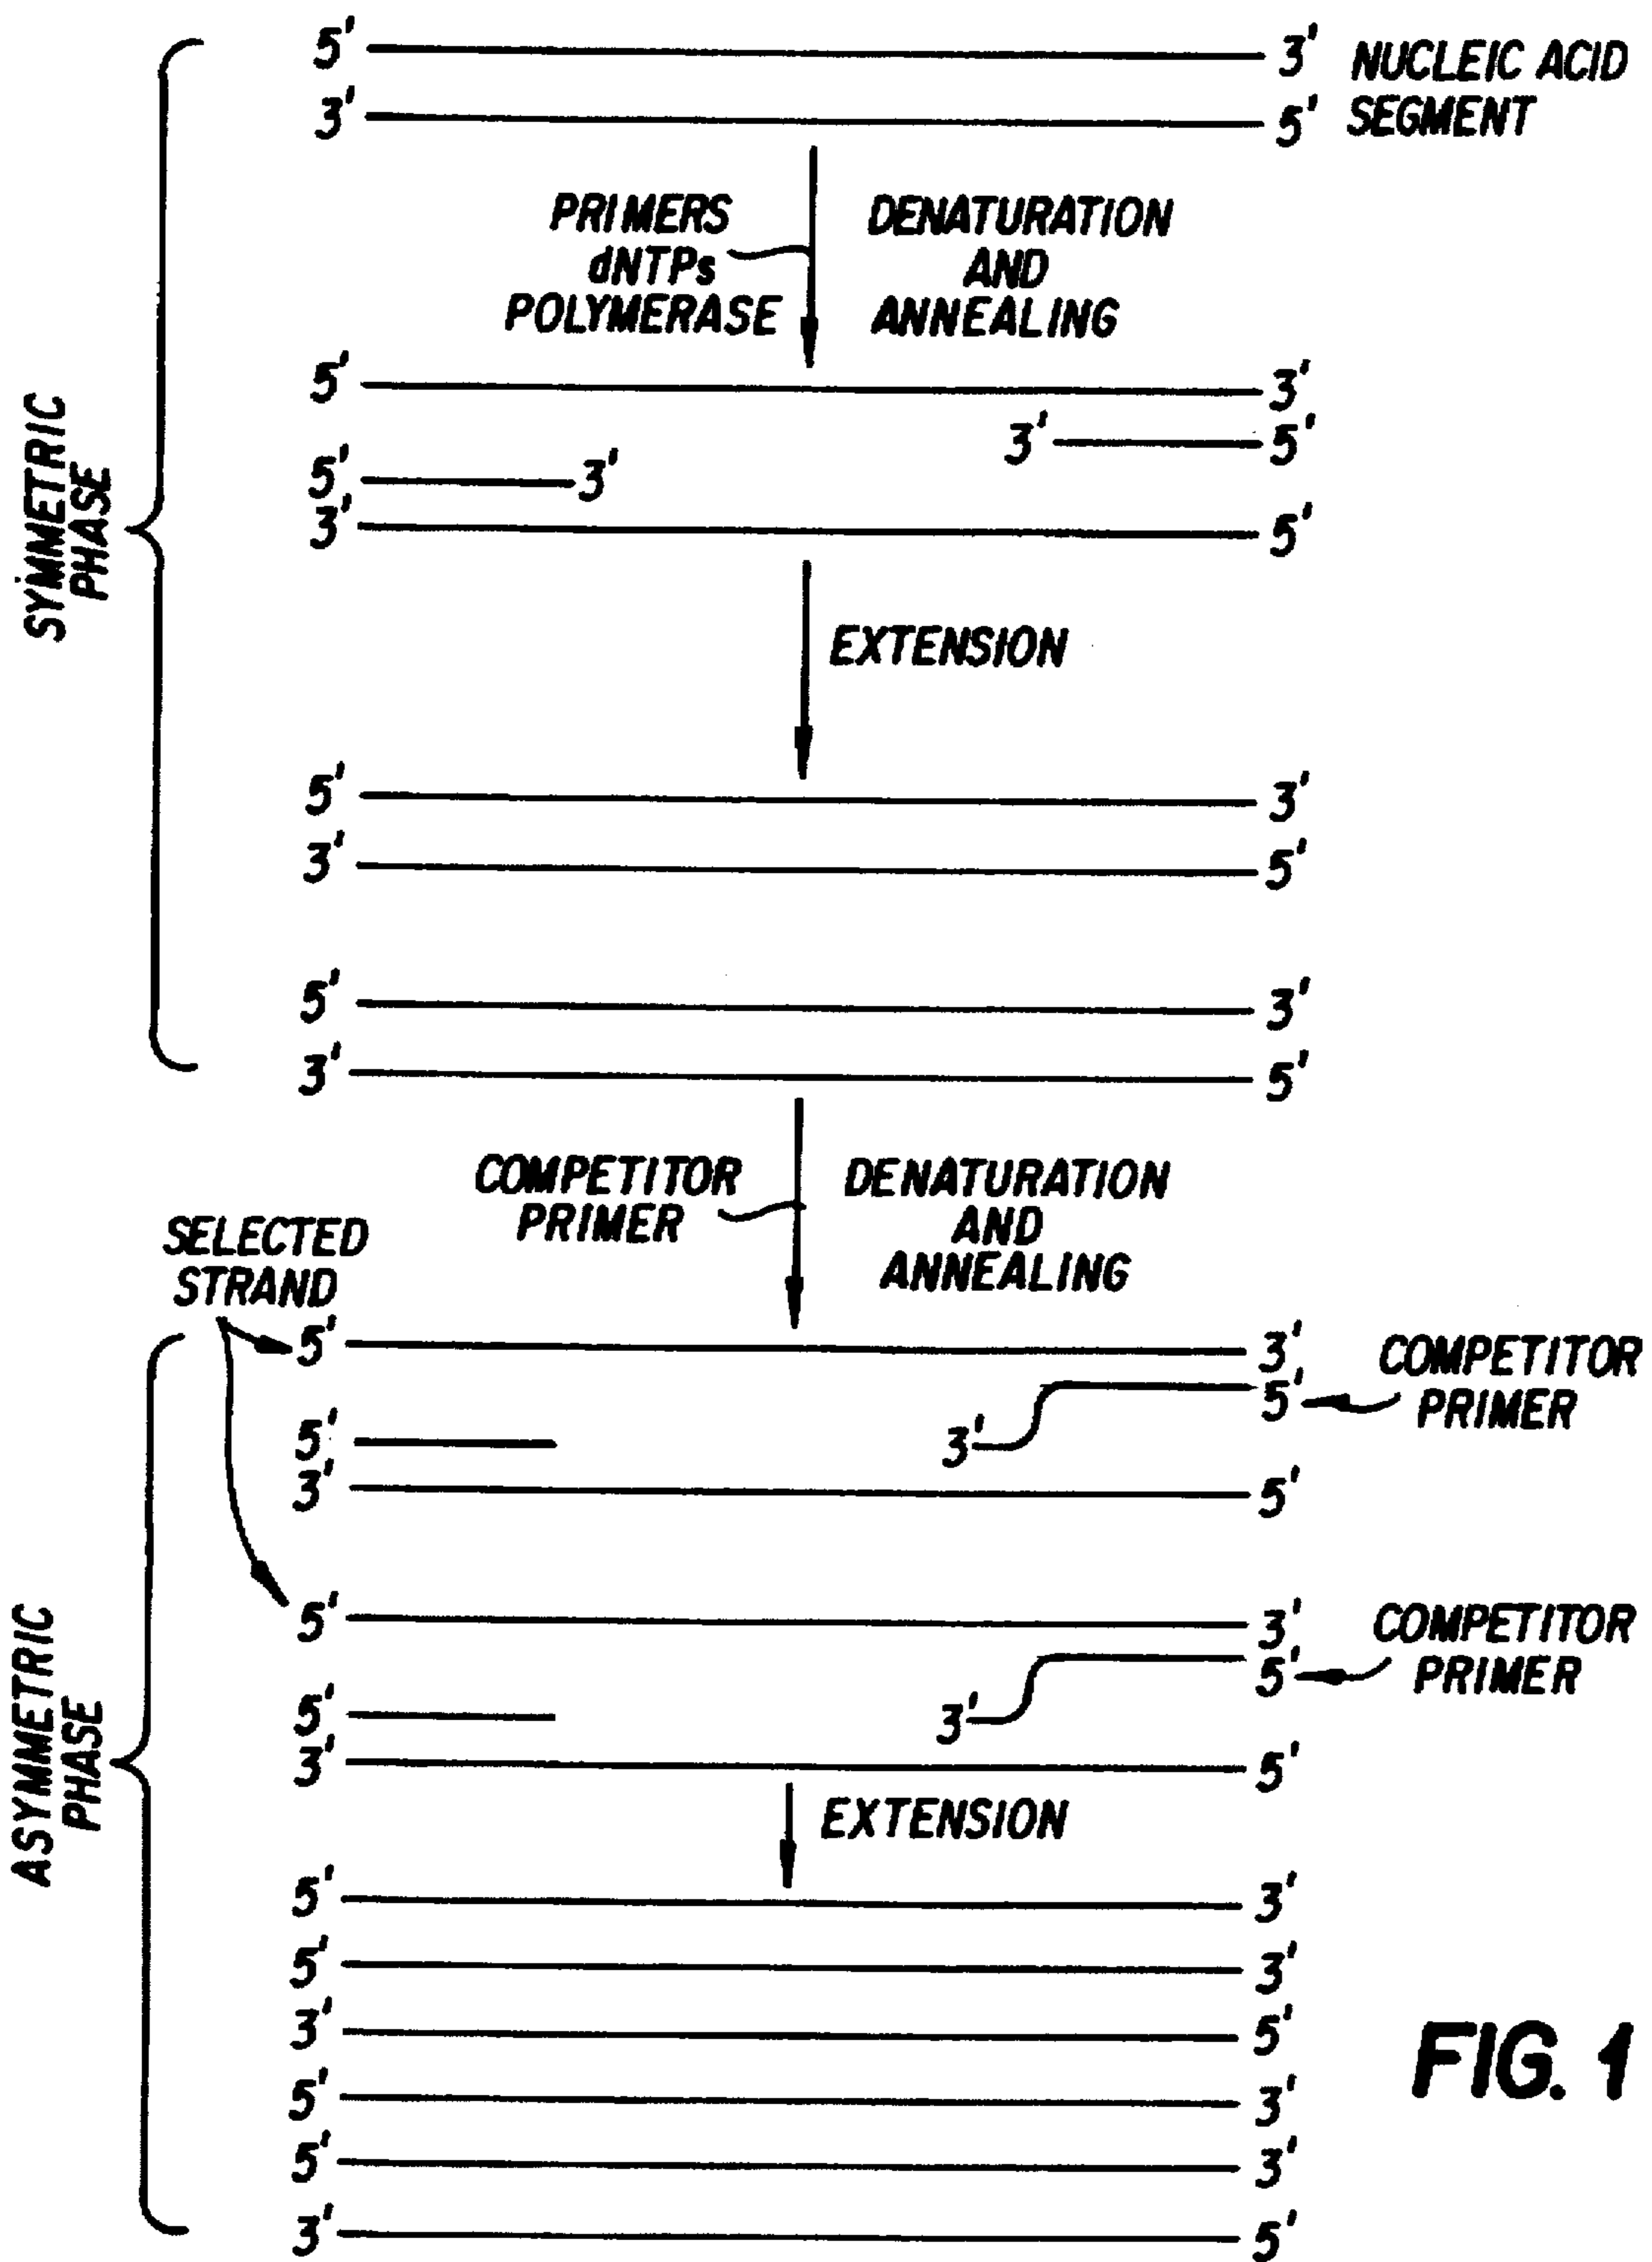 5' 3' NUCLEIC ACID
3' 5' SEGMENT
PRIMERS
dNTPs
POLYMERASE
DENATURATION
AND
ANNEALING
SYMMETRIC
PHASE
5' 3'
3' 5'
5' 3'
3' 5'
EXTENSION
5' 3'
3' 5'
5' 3'
3' 5'
COMPETITOR
PRIMER
DENATURATION
AND
ANNEALING
SELECTED
STRAND
ASYMMETRIC
PHASE
5' 3'
5'
COMPETITOR
PRIMER
5' 3'
3' 5'
5' 3'
5'
COMPETITOR
PRIMER
5' 3'
3' 5'
EXTENSION
5' 3'
5' 3'
3' 5'
5' 3'
5' 3'
3' 5'
FIG. 1